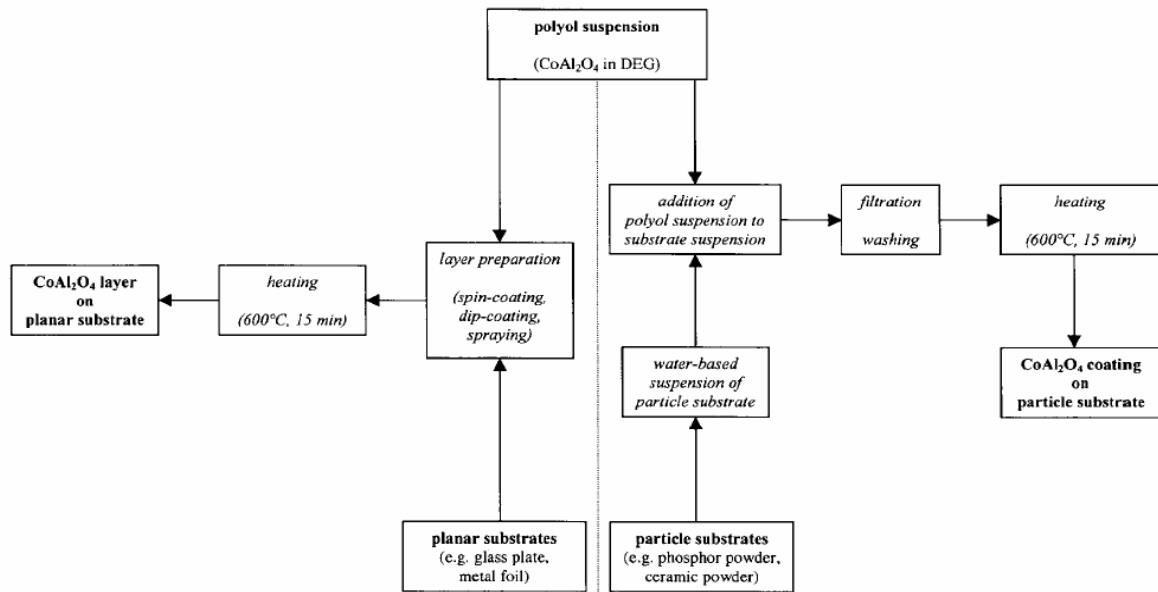 polyol suspension
(CoAl₂O₄ in DEG)
addition of
polyol suspension to
substrate suspension
filtration
washing
heating
(600°C, 15 min)
layer preparation
(spin-coating,
dip-coating,
spraying)
heating
(600°C, 15 min)
CoAl₂O₄ layer
on
planar substrate
water-based
suspension of
particle substrate
CoAl₂O₄ coating
on
particle substrate
planar substrates
(e.g. glass plate,
metal foil)
particle substrates
(e.g. phosphor powder,
ceramic powder)